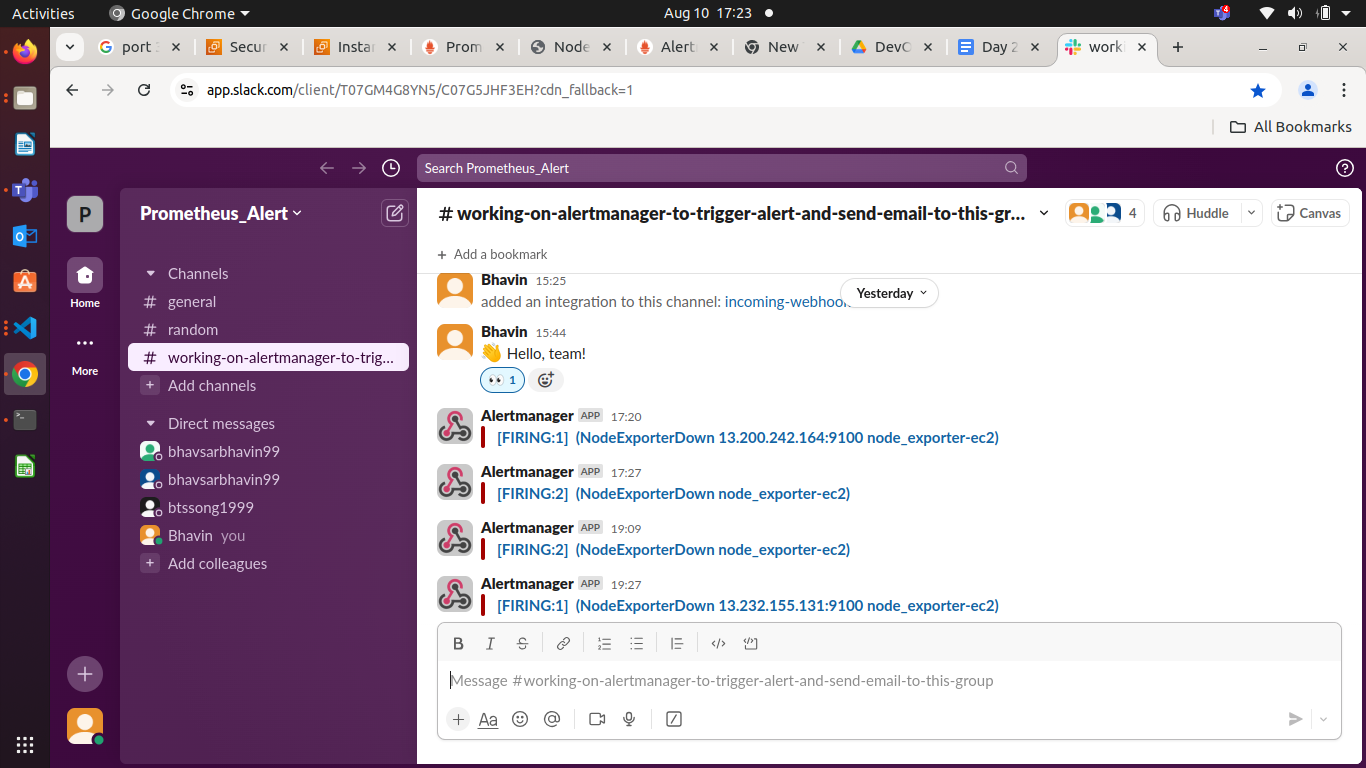 Activities
Google Chrome
Aug 10 17:23
4
port 3
Secur
Instan
Prom
Node
Alert
New
DevO
Day 2
worki
app.slack.com/client/T07GM4G8YN5/C07G5JHF3EH?cdn_fallback=1
All Bookmarks
Search Prometheus_Alert
P
Home
More
Prometheus_Alert
Channels
# general
# random
# working-on-alertmanager-to-trig...
+ Add channels
Direct messages
bhavsarbhavin99
bhavsarbhavin99
btssong1999
Bhavin you
+ Add colleagues
# working-on-alertmanager-to-trigger-alert-and-send-email-to-this-gr...
4
Huddle
Canvas
+ Add a bookmark
Yesterday
Bhavin 15:25
added an integration to this channel: incoming-webhook
Bhavin 15:44
👋 Hello, team!
👀 1
Alertmanager APP 17:20
[FIRING:1] (NodeExporterDown 13.200.242.164:9100 node_exporter-ec2)
Alertmanager APP 17:27
[FIRING:2] (NodeExporterDown node_exporter-ec2)
Alertmanager APP 19:09
[FIRING:2] (NodeExporterDown node_exporter-ec2)
Alertmanager APP 19:27
[FIRING:1] (NodeExporterDown 13.232.155.131:9100 node_exporter-ec2)
B I S
Message #working-on-alertmanager-to-trigger-alert-and-send-email-to-this-group
+ Aa